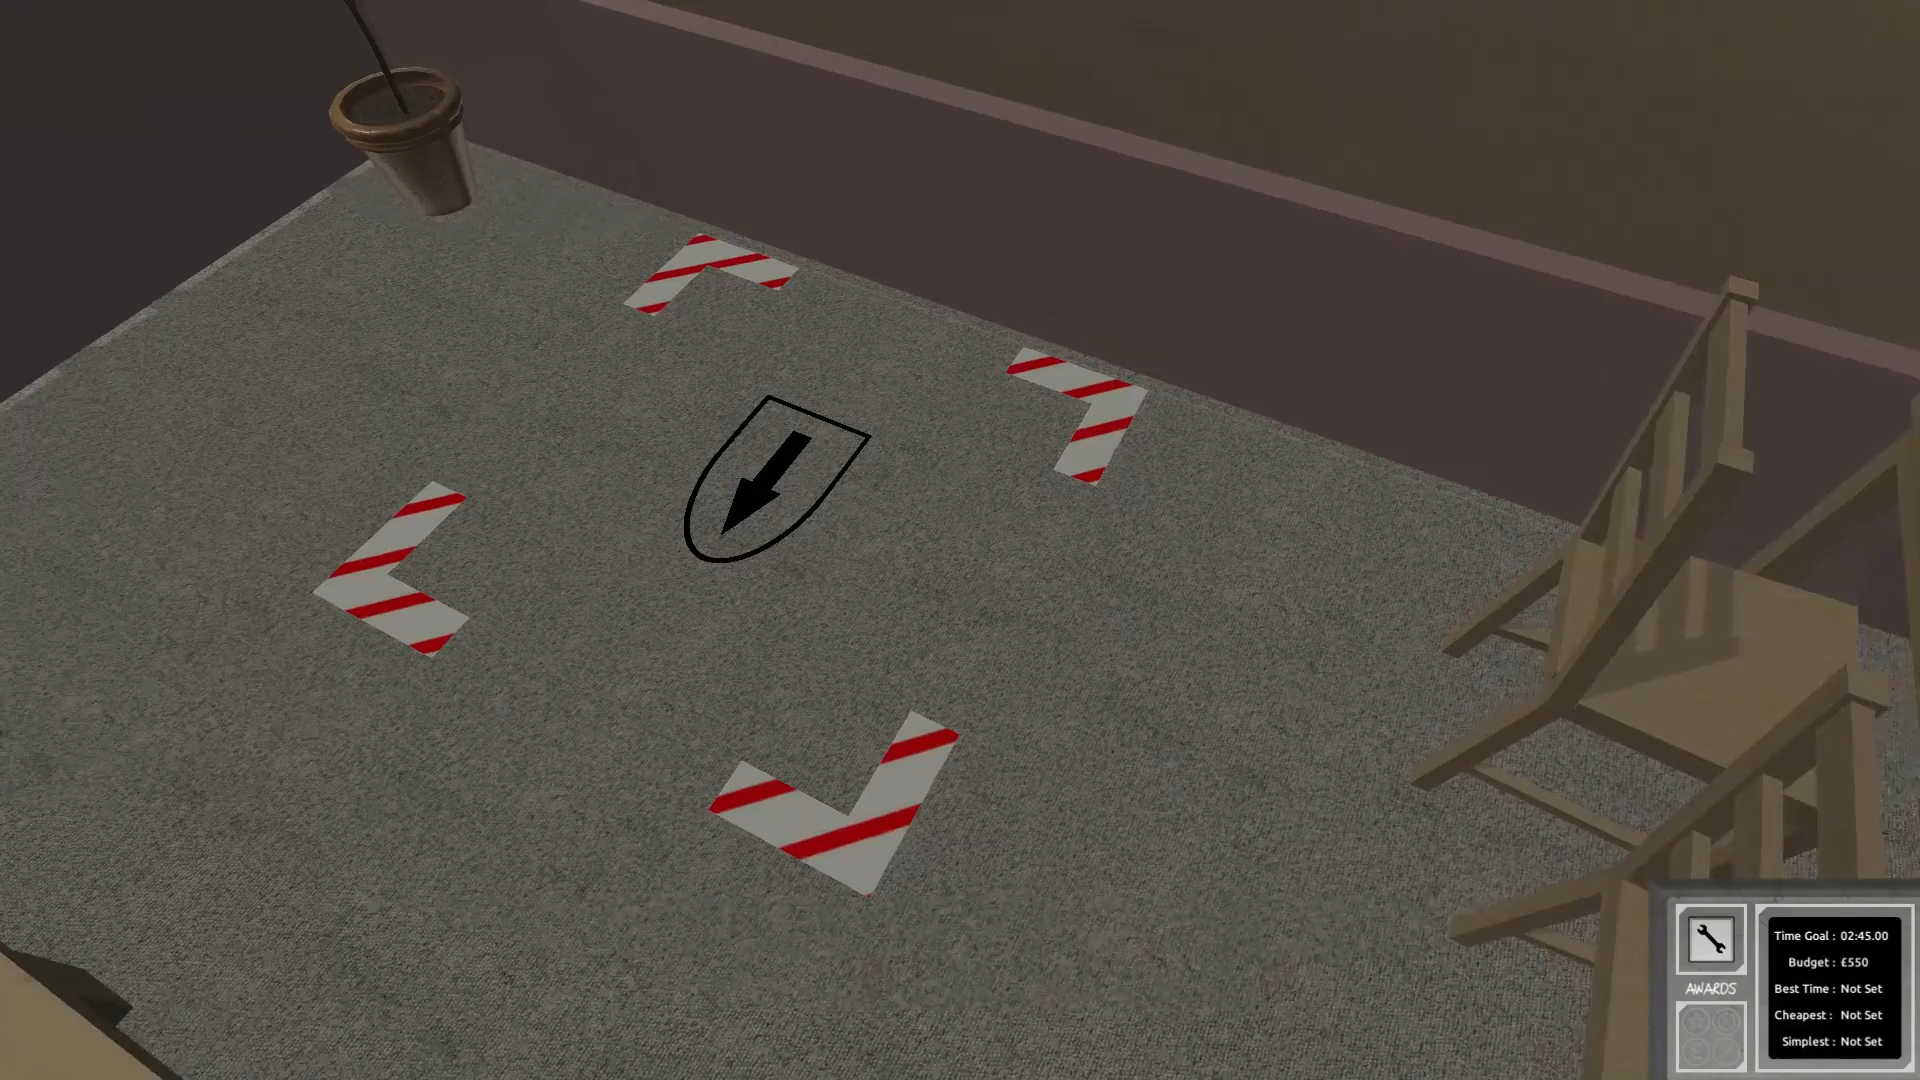 Time Goal : 02:45.00
Budget : £550
AWARDS
Best Time : Not Set
Cheapest : Not Set
Simplest : Not Set